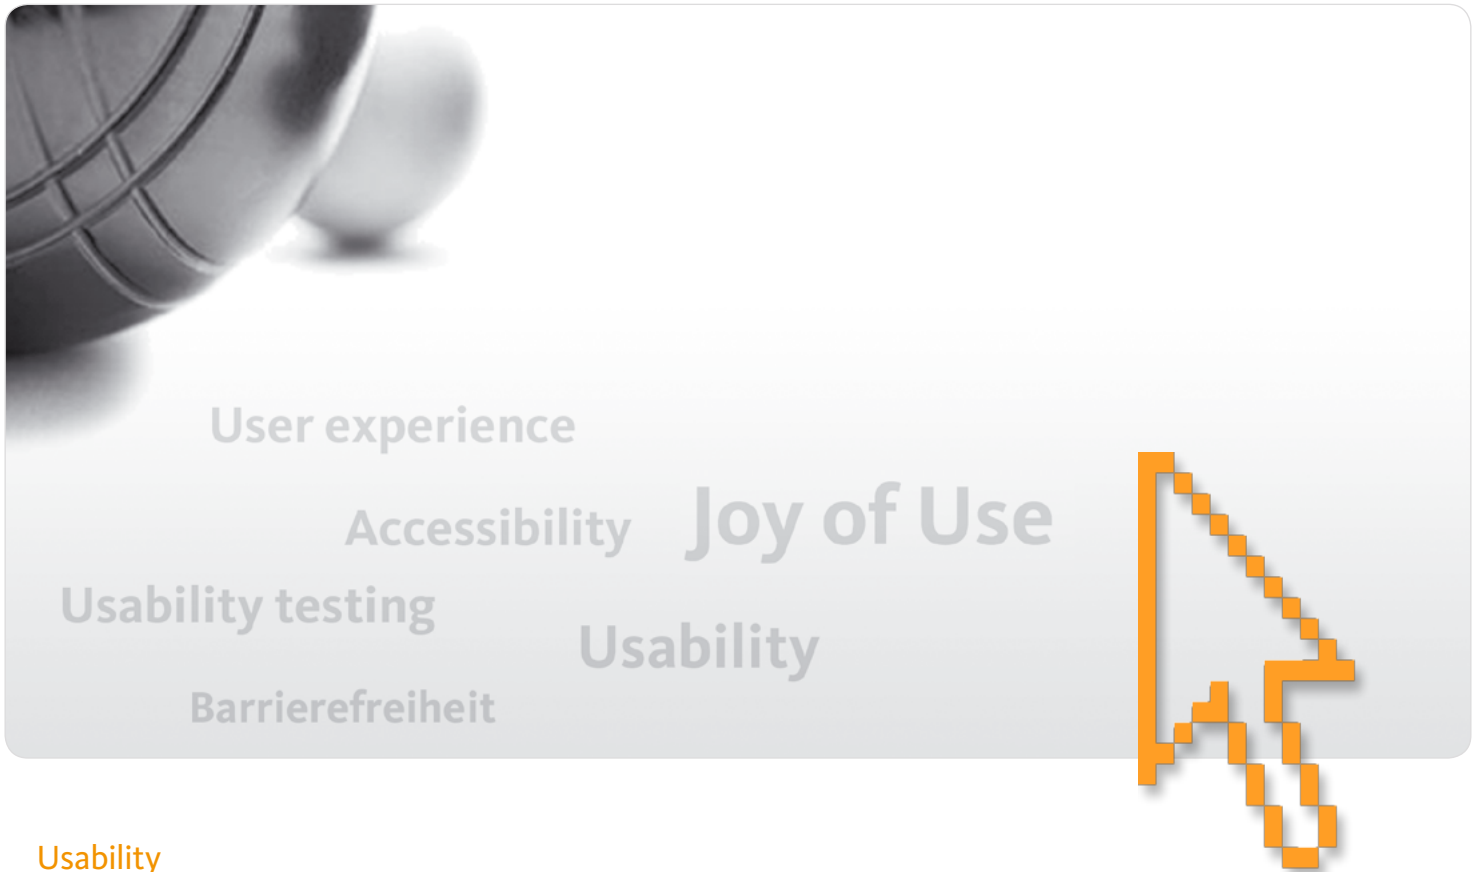 User experience
Accessibility
Joy of Use
Usability testing
Usability
Barrierefreiheit
Usability